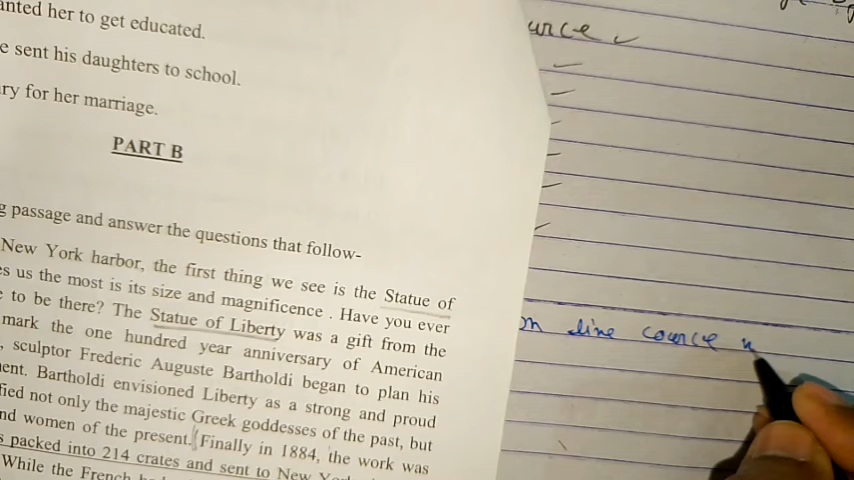 anted her to get educated.
e sent his daughters to school.
ry for her marriage.
PART B
g passage and answer the questions that follow-
New York harbor, the first thing we see is the Statue of
es us the most is its size and magnificence . Have you ever
e to be there? The Statue of Liberty was a gift from the
mark the one hundred year anniversary of American
, sculptor Frederic Auguste Bartholdi began to plan his
ent. Bartholdi envisioned Liberty as a strong and proud
fied not only the majestic Greek goddesses of the past, but
nd women of the present. Finally in 1884, the work was
s packed into 214 crates and sent to New York
While the French
urce
on line cource